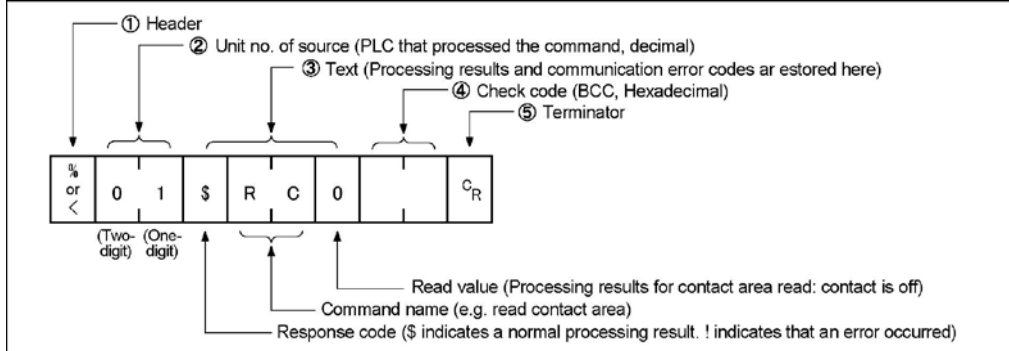 ① Header
② Unit no. of source (PLC that processed the command, decimal)
③ Text (Processing results and communication error codes ar estored here)
④ Check code (BCC, Hexadecimal)
⑤ Terminator
% or <
0 1 $ R C 0 CR
(Two-digit) (One-digit)
Read value (Processing results for contact area read: contact is off)
Command name (e.g. read contact area)
Response code ($ indicates a normal processing result. ! indicates that an error occurred)